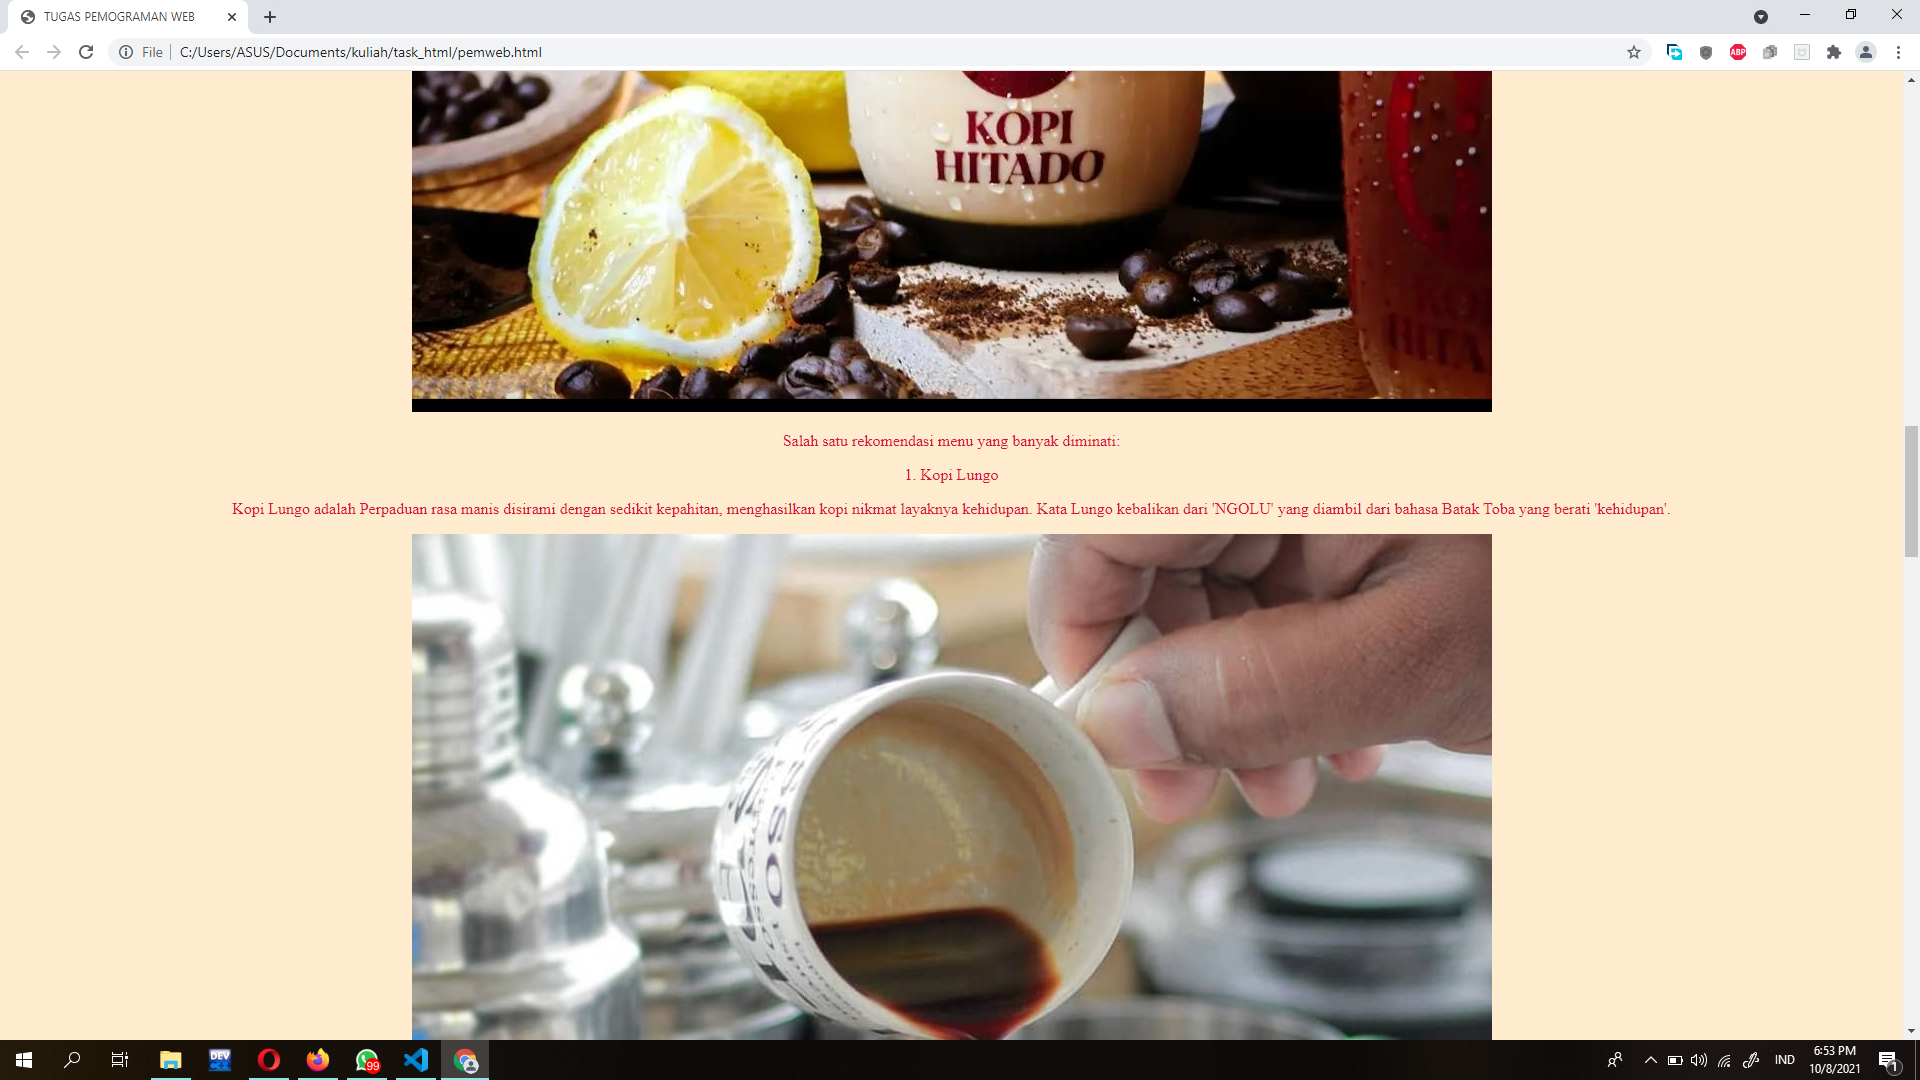 TUGAS PEMOGRAMAN WEB
File
C:/Users/ASUS/Documents/kuliah/task_html/pemweb.html
ABP
KOPI
HITADO
Salah satu rekomendasi menu yang banyak diminati:
1. Kopi Lungo
Kopi Lungo adalah Perpaduan rasa manis disirami dengan sedikit kepahitan, menghasilkan kopi nikmat layaknya kehidupan. Kata Lungo kebalikan dari 'NGOLU' yang diambil dari bahasa Batak Toba yang berati 'kehidupan'.
DEV
99
IND
6:53 PM
10/8/2021
1